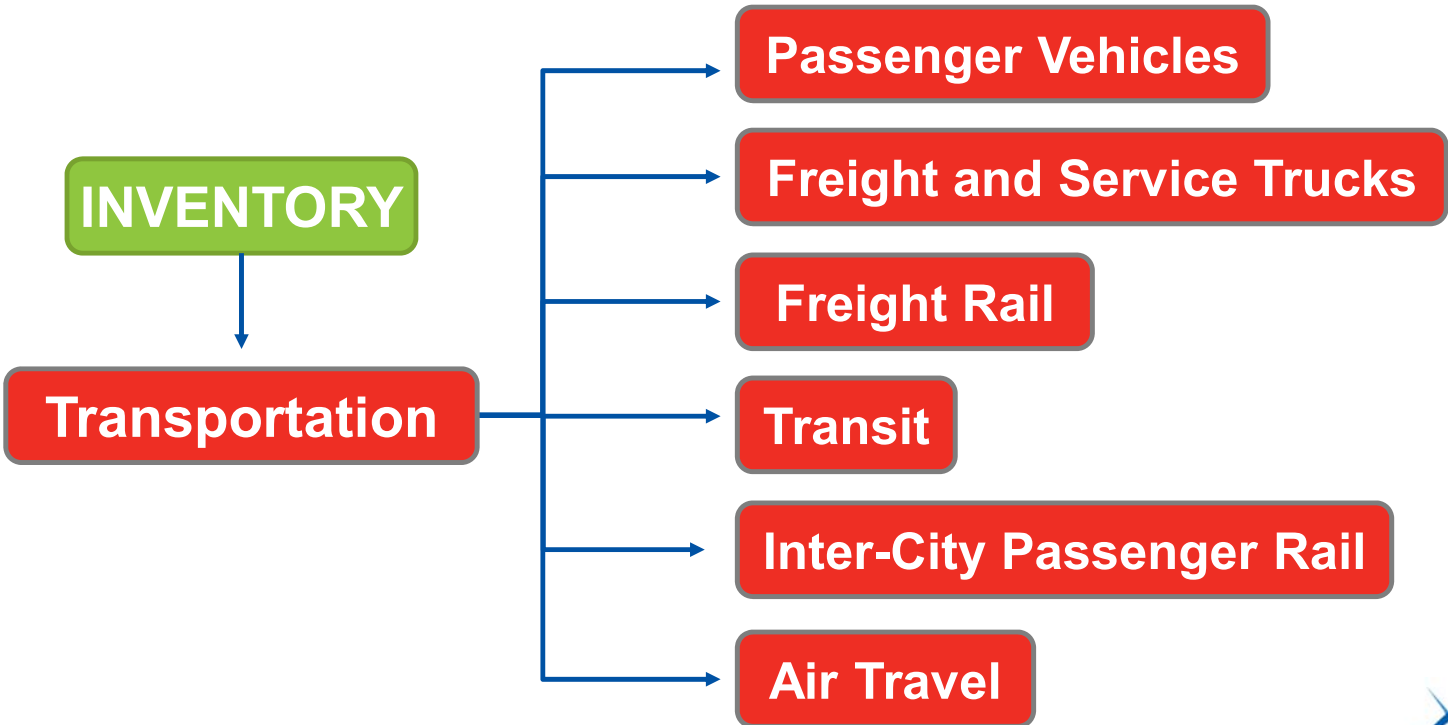 INVENTORY
Transportation
Passenger Vehicles
Freight and Service Trucks
Freight Rail
Transit
Inter-City Passenger Rail
Air Travel